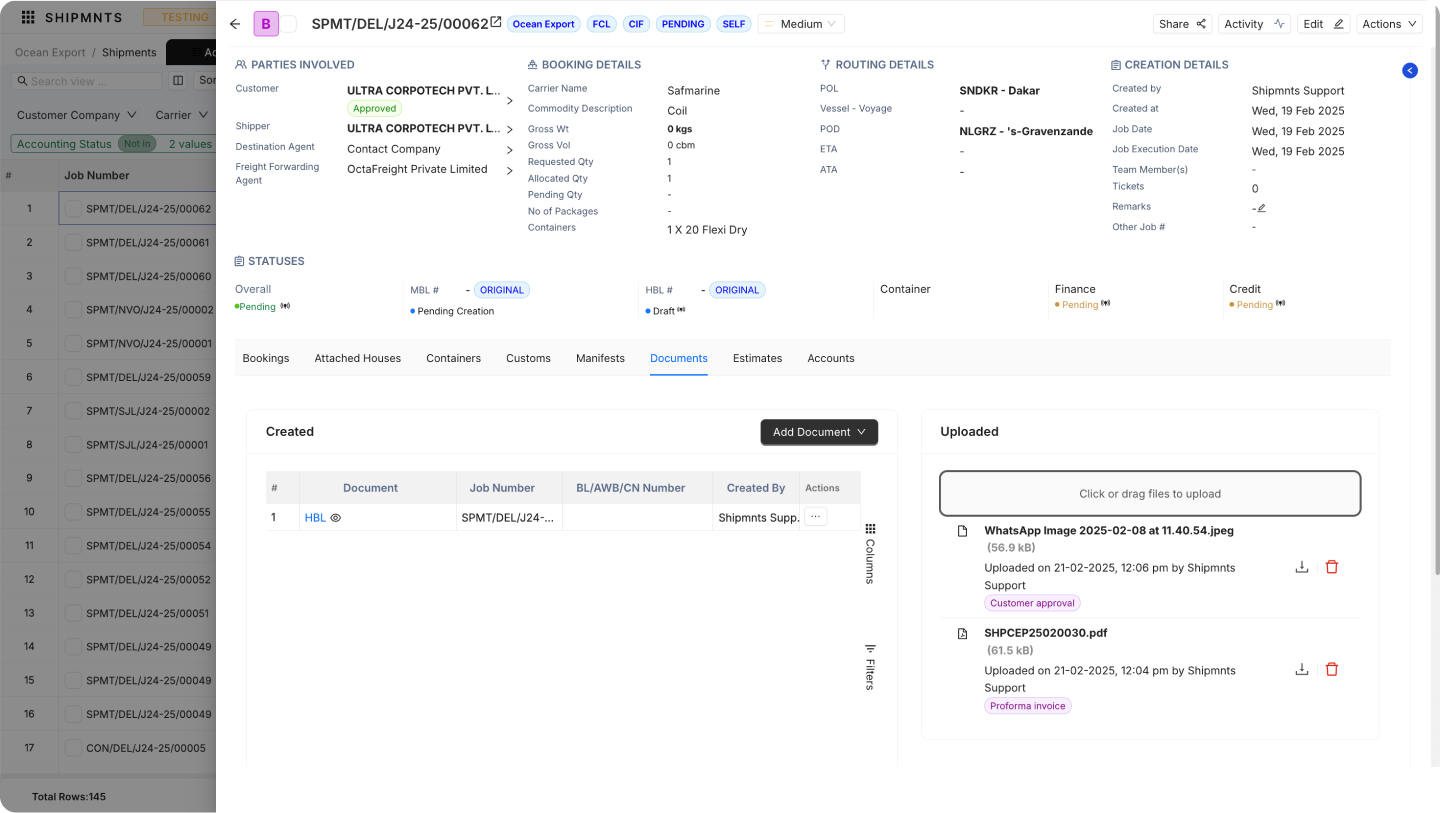 SHIPMNTS TESTING
Ocean Export / Shipments
Search view ...
Customer Company Carrier
Accounting Status Not in 2 values
# Job Number
1 SPMT/DEL/J24-25/00062
2 SPMT/DEL/J24-25/00061
3 SPMT/DEL/J24-25/00060
4 SPMT/NVO/J24-25/00002
5 SPMT/NVO/J24-25/00001
6 SPMT/DEL/J24-25/00059
7 SPMT/SJL/J24-25/00002
8 SPMT/SJL/J24-25/00001
9 SPMT/DEL/J24-25/00056
10 SPMT/DEL/J24-25/00055
11 SPMT/DEL/J24-25/00054
12 SPMT/DEL/J24-25/00052
13 SPMT/DEL/J24-25/00051
14 SPMT/DEL/J24-25/00049
15 SPMT/DEL/J24-25/00049
16 SPMT/DEL/J24-25/00049
17 CON/DEL/J24-25/00005
Total Rows:145
B SPMT/DEL/J24-25/00062 Ocean Export FCL CIF PENDING SELF Medium Share Activity Edit Actions
PARTIES INVOLVED
Customer ULTRA CORPOTECH PVT. L...
Approved
Shipper ULTRA CORPOTECH PVT. L...
Destination Agent Contact Company
Freight Forwarding OctaFreight Private Limited
Agent
BOOKING DETAILS
Carrier Name Safmarine
Commodity Description Coil
Gross Wt 0 kgs
Gross Vol 0 cbm
Requested Qty 1
Allocated Qty 1
Pending Qty -
No of Packages -
Containers 1 X 20 Flexi Dry
ROUTING DETAILS
POL SNDKR - Dakar
Vessel - Voyage -
POD NLGRZ - 's-Gravenzande
ETA -
ATA -
CREATION DETAILS
Created by Shipmnts Support
Created at Wed, 19 Feb 2025
Job Date Wed, 19 Feb 2025
Job Execution Date Wed, 19 Feb 2025
Team Member(s) -
Tickets 0
Remarks -
Other Job # -
STATUSES
Overall
Pending
MBL # - ORIGINAL
Pending Creation
HBL # - ORIGINAL
Draft
Container
Finance
Pending
Credit
Pending
Bookings Attached Houses Containers Customs Manifests Documents Estimates Accounts
Created Add Document
# Document Job Number BL/AWB/CN Number Created By Actions
1 HBL SPMT/DEL/J24-... Shipmnts Supp. ...
Columns
Filters
Uploaded
Click or drag files to upload
WhatsApp Image 2025-02-08 at 11.40.54.jpeg
(56.9 kB)
Uploaded on 21-02-2025, 12:06 pm by Shipmnts
Support
Customer approval
SHPCEP25020030.pdf
(61.5 kB)
Uploaded on 21-02-2025, 12:04 pm by Shipmnts
Support
Proforma invoice